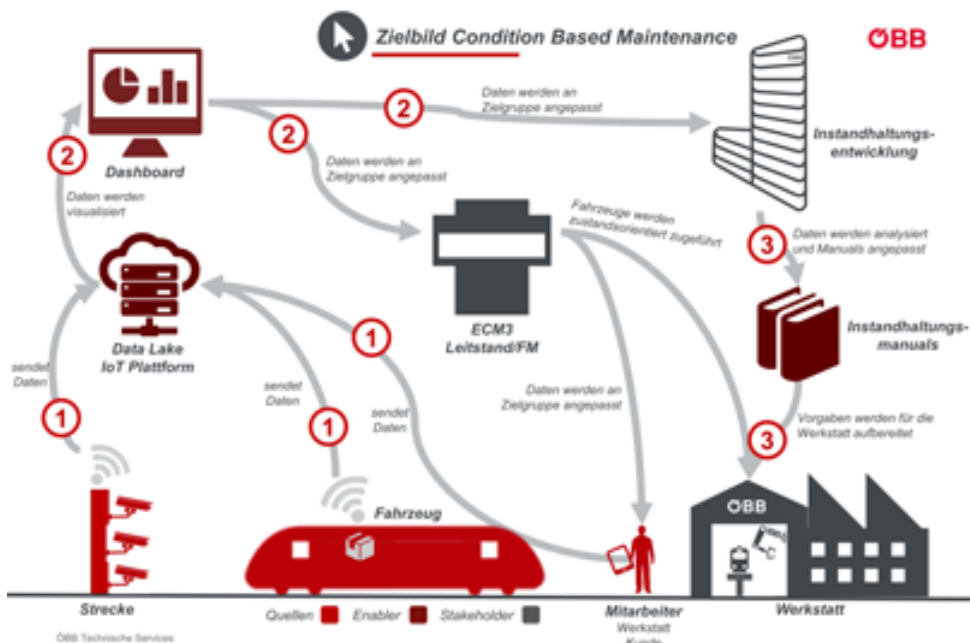 Zielbild Condition Based Maintenance
ÖBB
2
Daten werden an
Zielgruppe angepasst
2
Daten werden an
Zielgruppe angepasst
Instandhaltungs-
entwicklung
Dashboard
2
Daten werden
visualisiert
Fahrzeuge werden
zustandsorientiert zugeführt
3
Daten werden analysiert
und Manuals angepasst
Data Lake
IoT Plattform
ECM3
Leitstand/FM
Instandhaltungs-
manuals
sendet
Daten
1
sendet
Daten
1
sendet
Daten
1
Daten werden an
Zielgruppe angepasst
3
Vorgaben werden für die
Werkstatt aufbereitet
Fahrzeug
ÖBB
Strecke
Quellen
Enabler
Stakeholder
Mitarbeiter
Werkstatt
Kunde
Werkstatt
ÖBB Technische Services